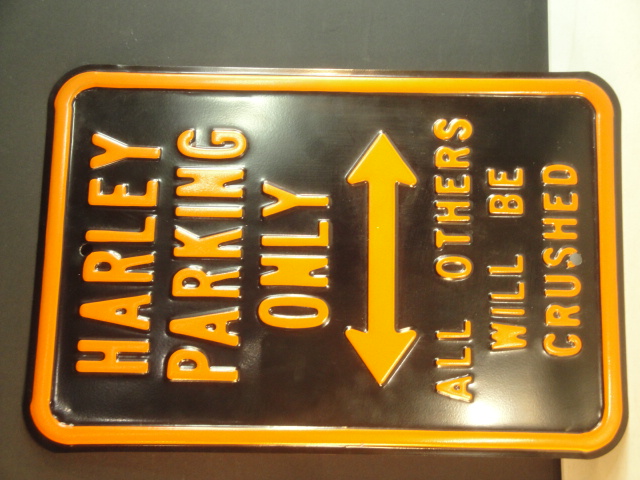 HARLEY
PARKING
ONLY
ALL OTHERS
WILL BE
CRUSHED